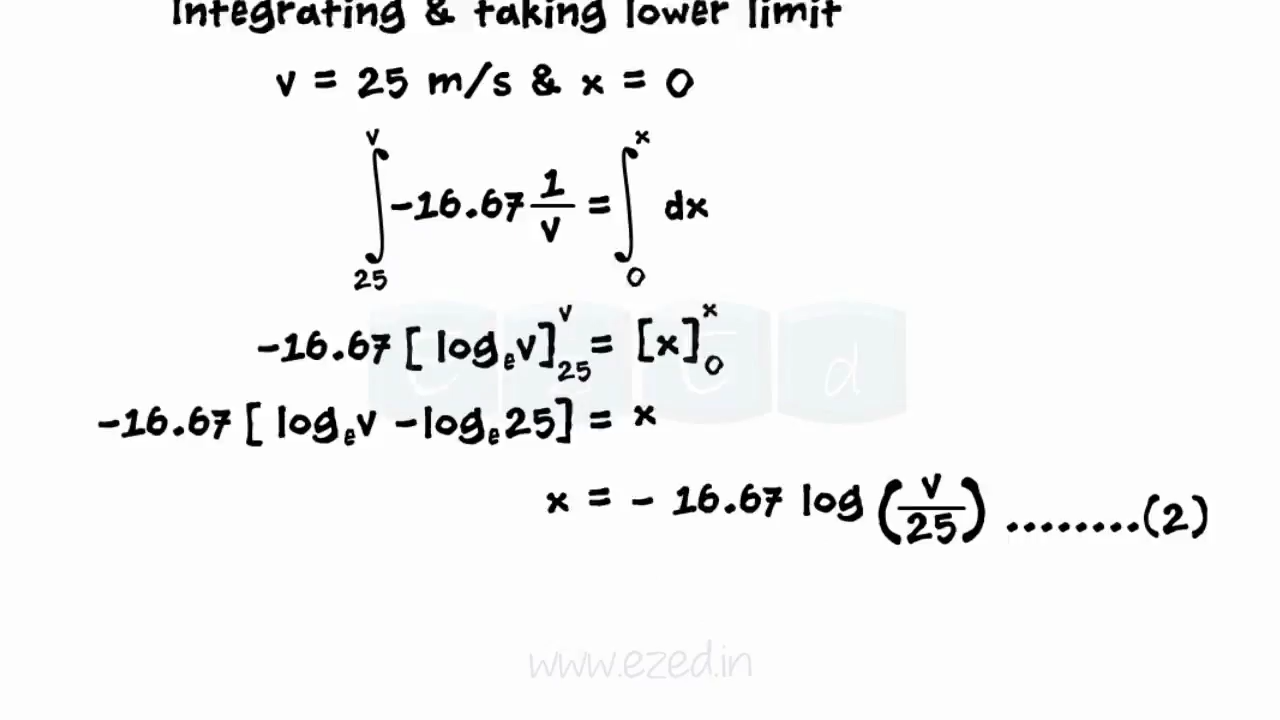 Integrating & taking lower limit
v = 25 m/s & x = 0
∫₂₅ᵛ -16.67 1/v = ∫₀ˣ dx
-16.67 [ logₑv]₂₅ᵛ = [x]₀ˣ
-16.67 [ logₑv - logₑ25] = x
x = - 16.67 log (v/25) ........(2)
ezed
www.ezed.in